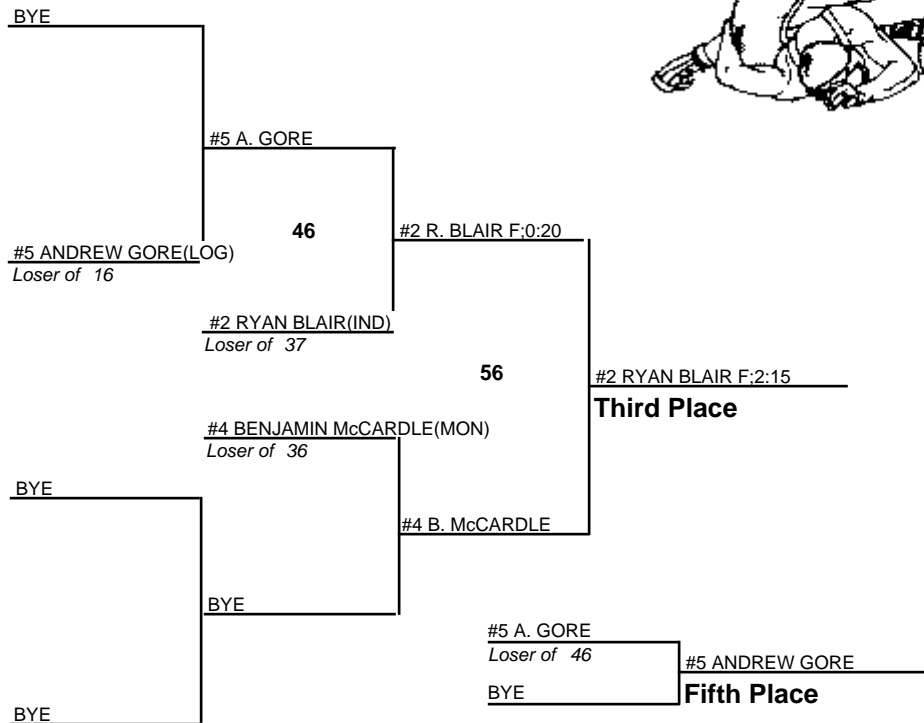 BYE
#5 A. GORE
46
#2 R. BLAIR F;0:20
#5 ANDREW GORE(LOG)
Loser of 16
#2 RYAN BLAIR(IND)
Loser of 37
56
#2 RYAN BLAIR F;2:15
Third Place
#4 BENJAMIN McCARDLE(MON)
Loser of 36
BYE
#4 B. McCARDLE
BYE
#5 A. GORE
Loser of 46
#5 ANDREW GORE
BYE
Fifth Place
BYE